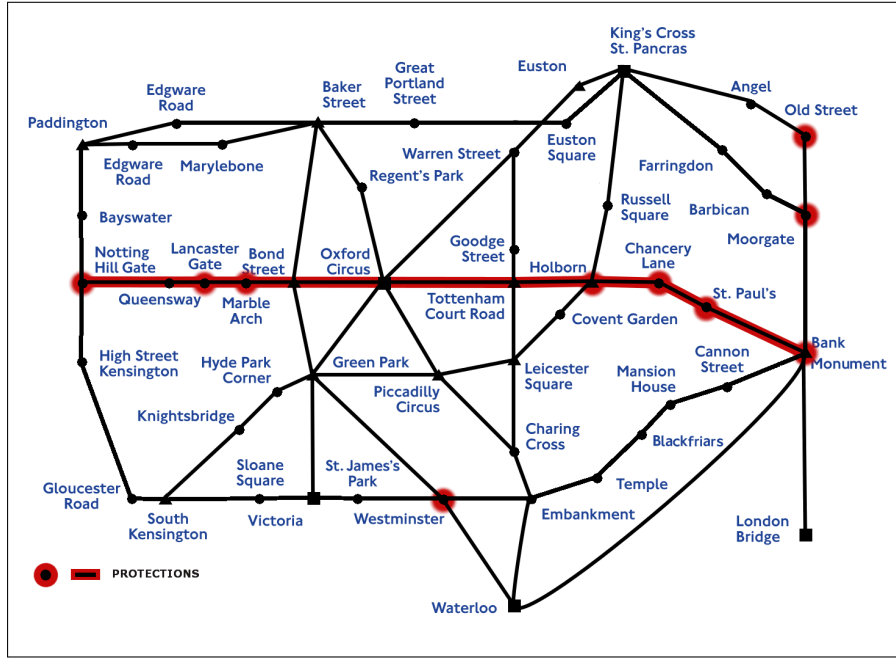 King's Cross
St. Pancras
Euston
Great
Portland
Street
Baker
Street
Edgware
Road
Angel
Old Street
Paddington
Edgware
Road
Marylebone
Warren Street
Euston
Square
Regent's Park
Farringdon
Barbican
Moorgate
Russell
Square
Bayswater
Notting
Hill Gate
Lancaster
Gate
Bond
Street
Oxford
Circus
Goodge
Street
Holborn
Chancery
Lane
Queensway
Marble
Arch
Tottenham
Court Road
St. Paul's
Covent Garden
Bank
Monument
Cannon
Street
Mansion
House
High Street
Kensington
Hyde Park
Corner
Green Park
Piccadilly
Circus
Leicester
Square
Knightsbridge
Charing
Cross
Blackfriars
Temple
Gloucester
Road
South
Kensington
Sloane
Square
Victoria
St. James's
Park
Westminster
Embankment
London
Bridge
PROTECTIONS
Waterloo